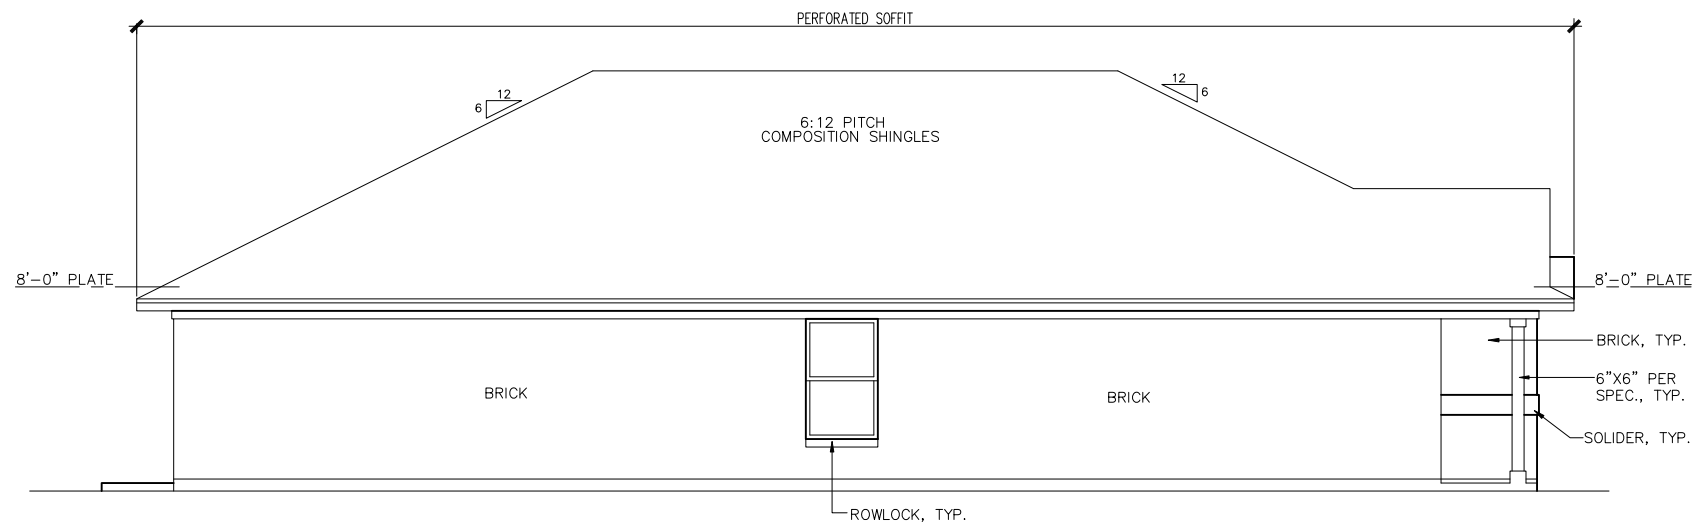 PERFORATED SOFFIT
12
6
12
6
6:12 PITCH
COMPOSITION SHINGLES
8'-0" PLATE
8'-0" PLATE
BRICK, TYP.
6"X6" PER
SPEC., TYP.
BRICK
BRICK
SOLIDER, TYP.
ROWLOCK, TYP.